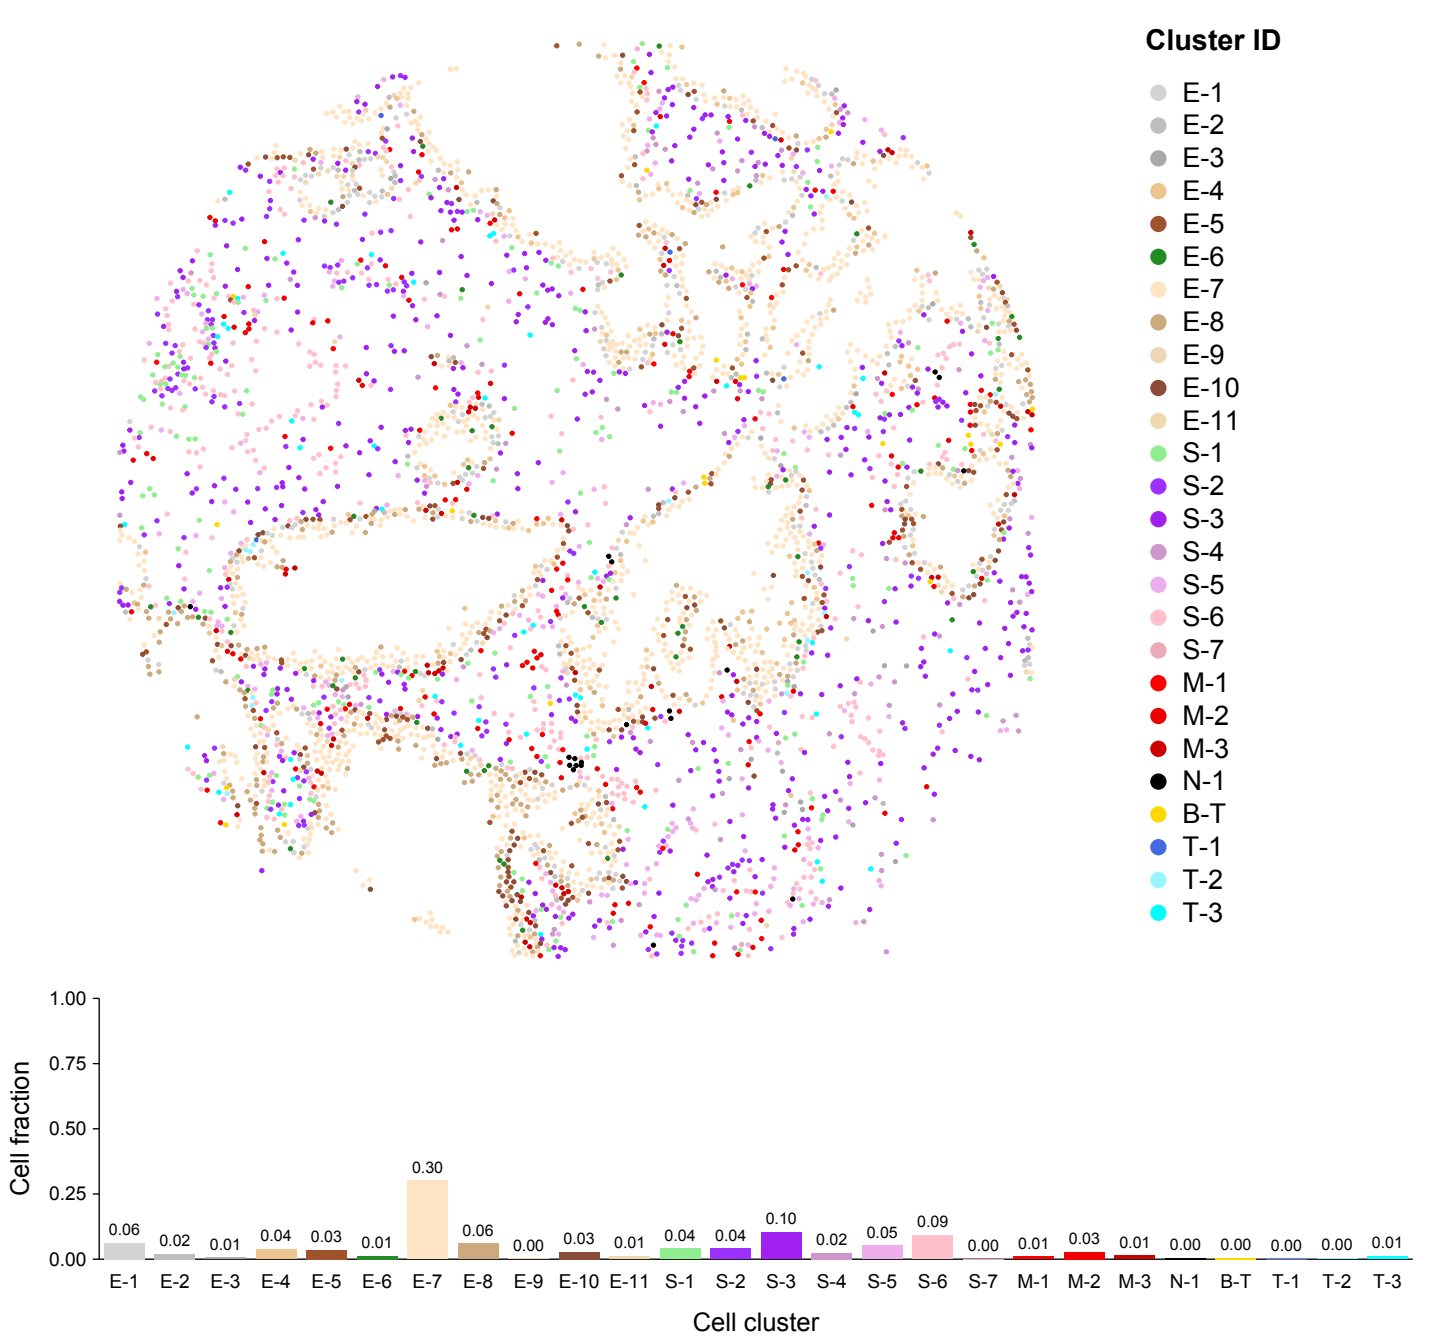 Cluster ID
E-1
E-2
E-3
E-4
E-5
E-6
E-7
E-8
E-9
E-10
E-11
S-1
S-2
S-3
S-4
S-5
S-6
S-7
M-1
M-2
M-3
N-1
B-T
T-1
T-2
T-3
Cell fraction
1.00
0.75
0.50
0.25
0.00
0.06 0.02 0.01 0.04 0.03 0.01 0.30 0.06 0.00 0.03 0.01 0.04 0.04 0.10 0.02 0.05 0.09 0.00 0.01 0.03 0.01 0.00 0.00 0.00 0.00 0.01
E-1 E-2 E-3 E-4 E-5 E-6 E-7 E-8 E-9 E-10 E-11 S-1 S-2 S-3 S-4 S-5 S-6 S-7 M-1 M-2 M-3 N-1 B-T T-1 T-2 T-3
Cell cluster